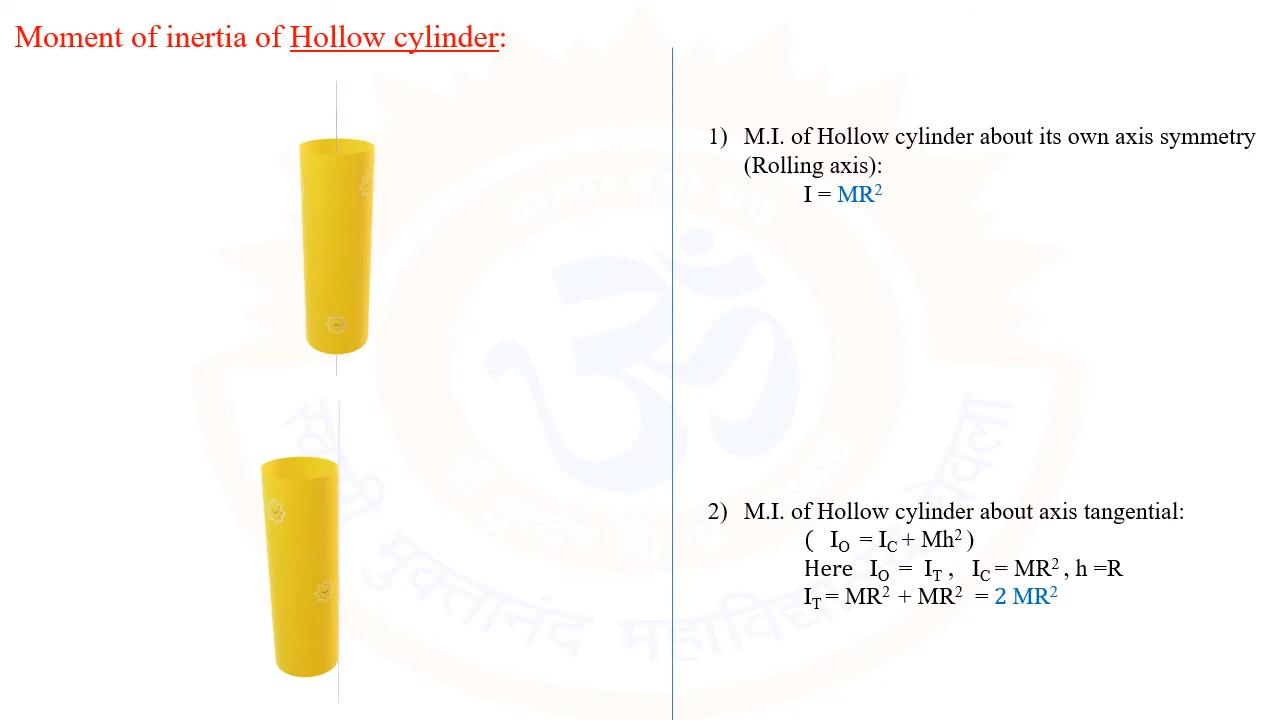 Moment of inertia of Hollow cylinder:
1) M.I. of Hollow cylinder about its own axis symmetry
(Rolling axis):
I = MR²
2) M.I. of Hollow cylinder about axis tangential:
( I_O = I_C + Mh² )
Here I_O = I_T , I_C = MR² , h =R
I_T = MR² + MR² = 2 MR²
ॐ